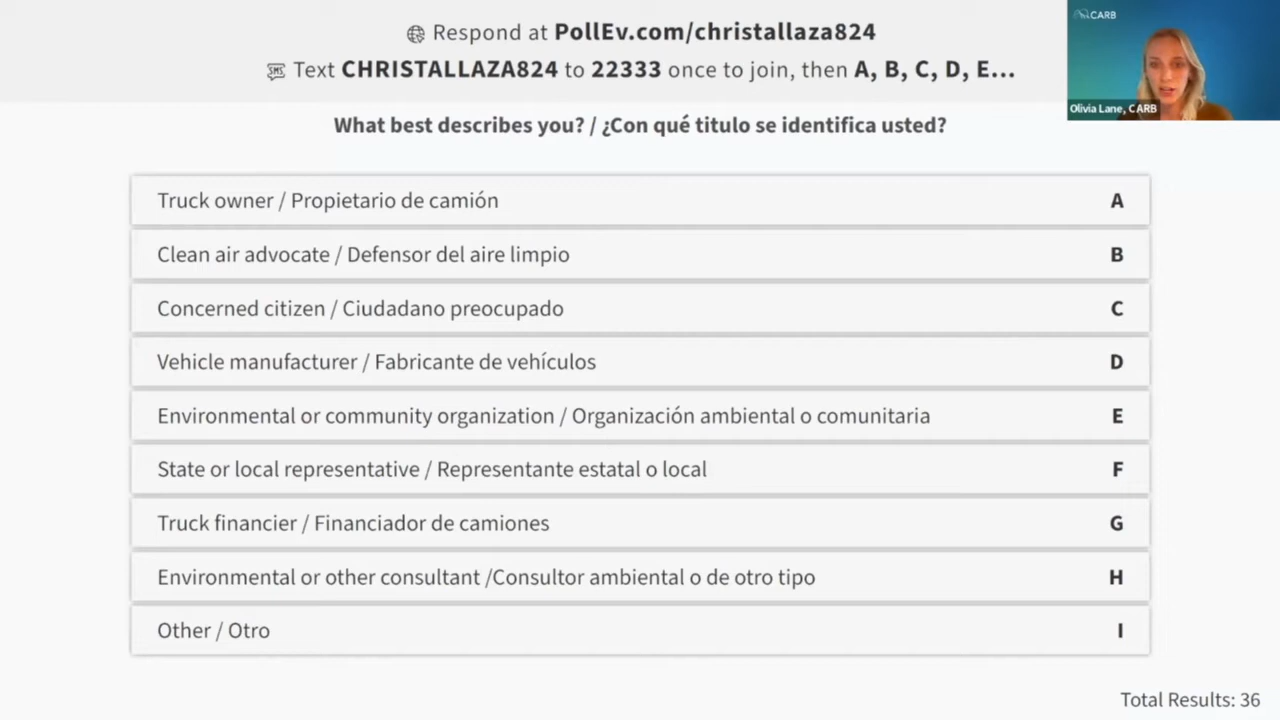 Respond at PollEv.com/christallaza824
CARB
SMS Text CHRISTALLAZA824 to 22333 once to join, then A, B, C, D, E...
Olivia Lane, CARB
What best describes you? / ¿Con qué titulo se identifica usted?
Truck owner / Propietario de camión A
Clean air advocate / Defensor del aire limpio B
Concerned citizen / Ciudadano preocupado C
Vehicle manufacturer / Fabricante de vehículos D
Environmental or community organization / Organización ambiental o comunitaria E
State or local representative / Representante estatal o local F
Truck financier / Financiador de camiones G
Environmental or other consultant /Consultor ambiental o de otro tipo H
Other / Otro I
Total Results: 36